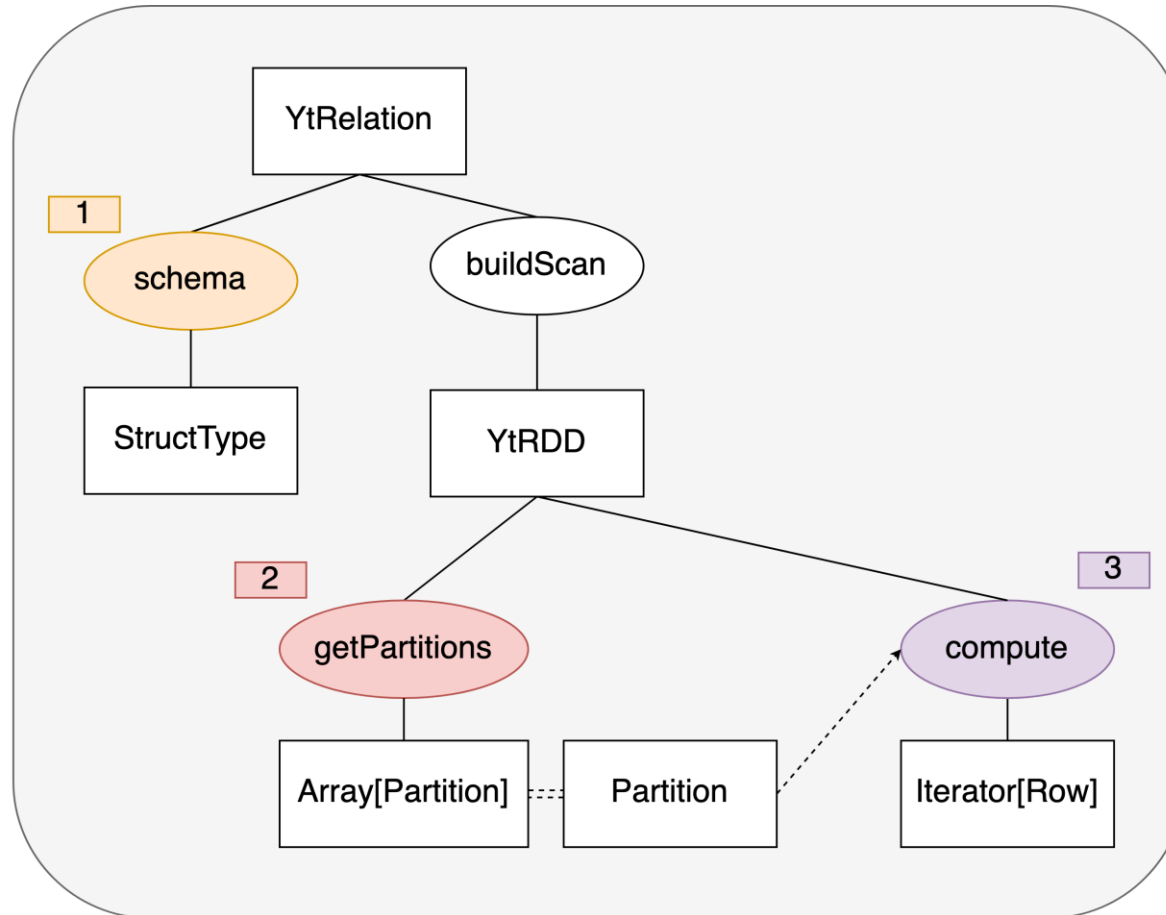 YtRelation
1
schema
buildScan
StructType
YtRDD
2
3
getPartitions
compute
Array[Partition]
Partition
Iterator[Row]